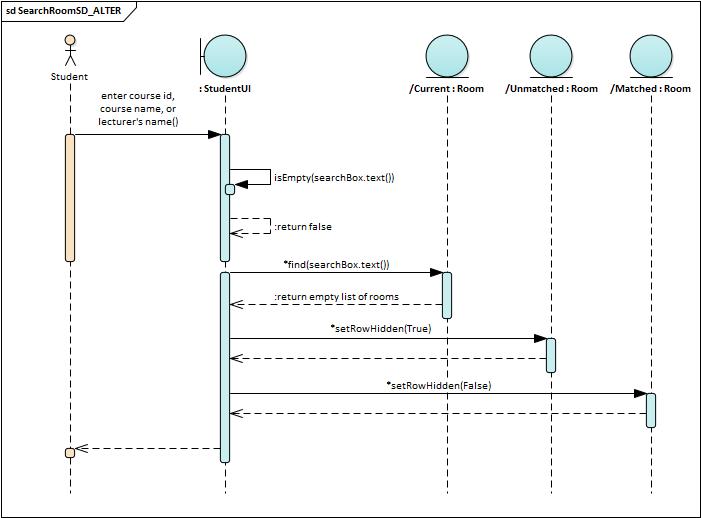 sd SearchRoomSD_ALTER
Student
: StudentUI
/Current : Room
/Unmatched : Room
/Matched : Room
enter course id,
course name, or
lecturer's name()
isEmpty(searchBox.text())
:return false
*find(searchBox.text())
:return empty list of rooms
*setRowHidden(True)
*setRowHidden(False)